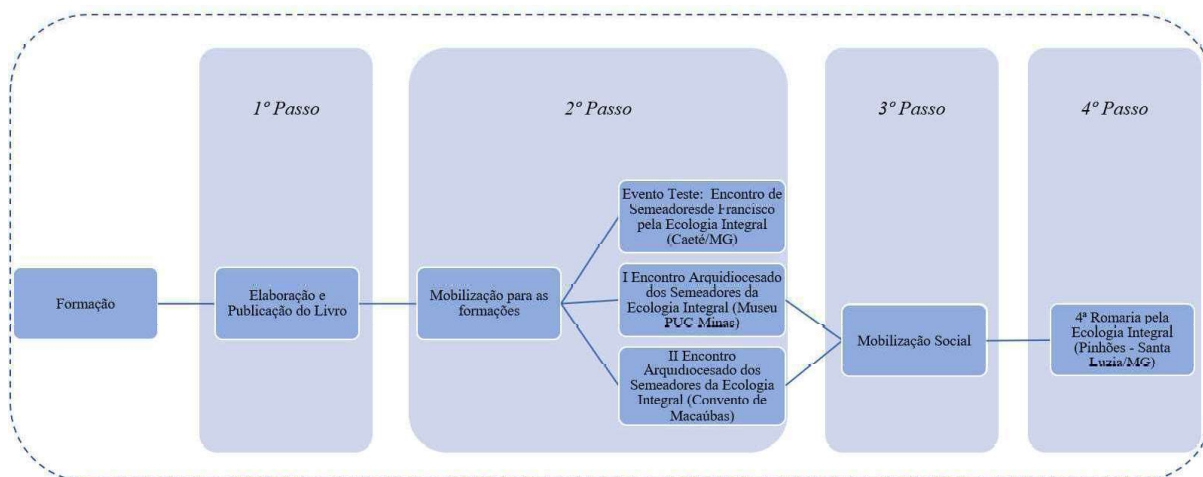 1º Passo
2º Passo
3º Passo
4º Passo
Formação
Elaboração e
Publicação do Livro
Mobilização para as
formações
Evento Teste: Encontro de
Semeadoresde Francisco
pela Ecologia Integral
(Caeté/MG)
I Encontro Arquidiocesado
dos Semeadores da
Ecologia Integral (Museu
PUC Minas)
II Encontro
Arquidiocesado dos
Semeadores da Ecologia
Integral (Convento de
Macaúbas)
Mobilização Social
4ª Romaria pela
Ecologia Integral
(Pinhões - Santa
Luzia/MG)